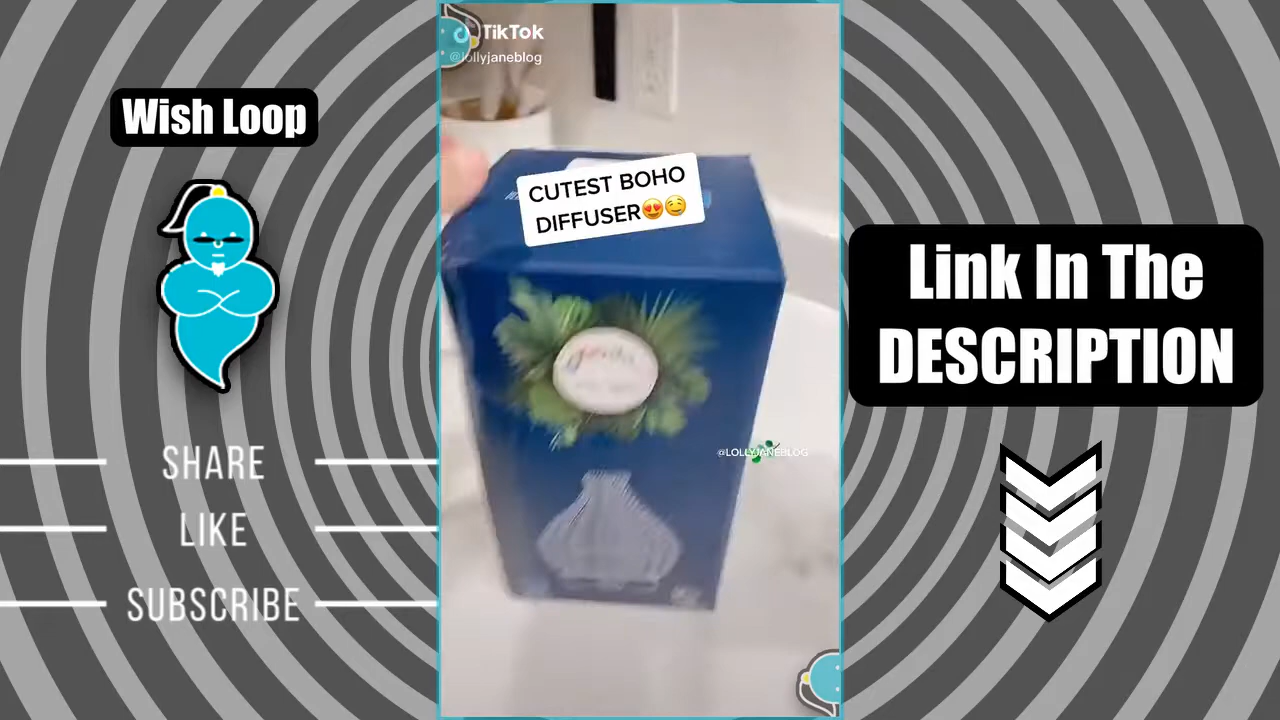 TikTok
@lollyjaneblog
Wish Loop
CUTEST BOHO
DIFFUSER😍🤤
Link In The
DESCRIPTION
@LOLLYJANEBLOG
SHARE
LIKE
SUBSCRIBE